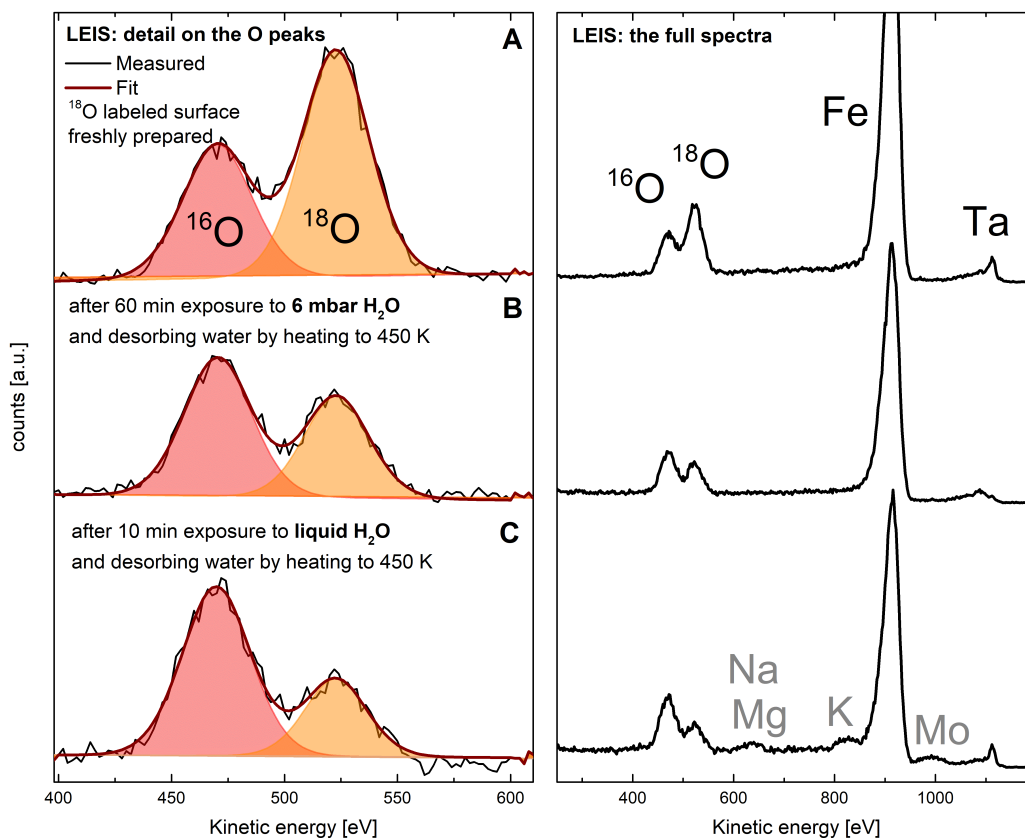 LEIS: detail on the O peaks
A
Measured
Fit
¹⁸O labeled surface
freshly prepared
¹⁶O
¹⁸O
after 60 min exposure to 6 mbar H₂O
B
and desorbing water by heating to 450 K
after 10 min exposure to liquid H₂O
C
and desorbing water by heating to 450 K
counts [a.u.]
400
450
500
550
600
Kinetic energy [eV]
LEIS: the full spectra
Fe
¹⁶O
¹⁸O
Ta
Na
Mg
K
Mo
400
600
800
1000
Kinetic energy [eV]